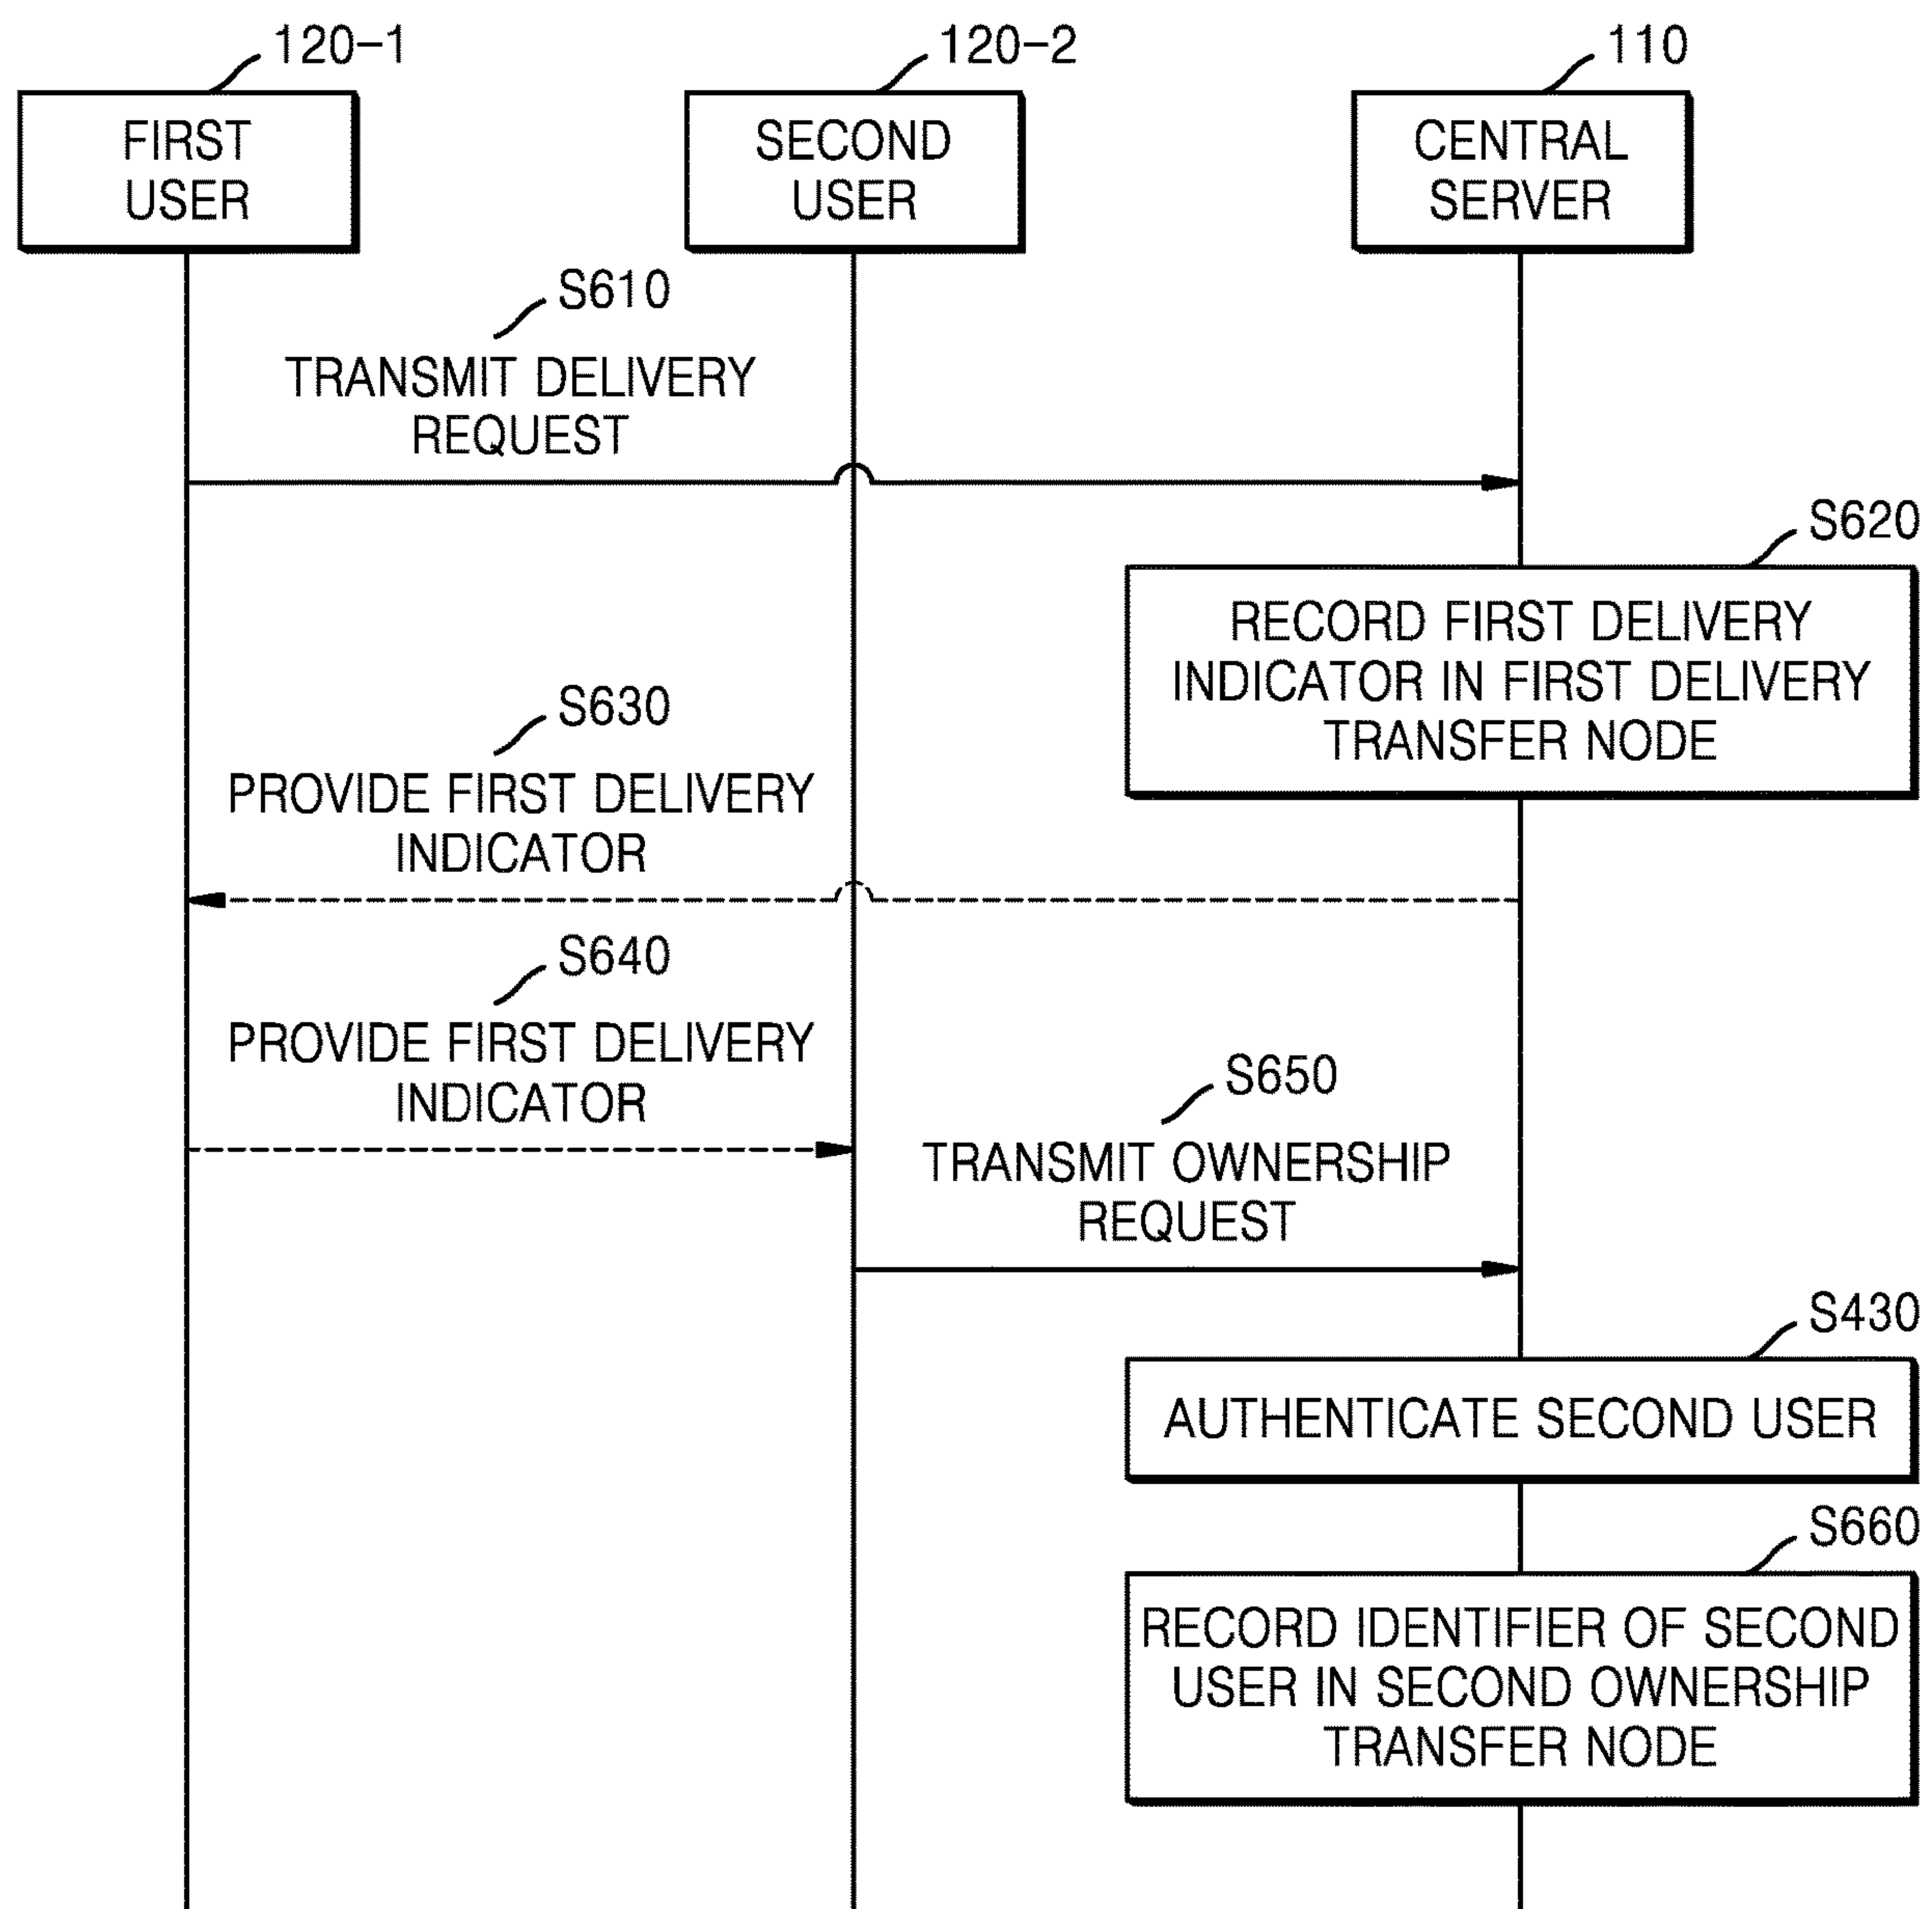 120-1
120-2
110
FIRST
USER
SECOND
USER
CENTRAL
SERVER
S610
TRANSMIT DELIVERY
REQUEST
S620
RECORD FIRST DELIVERY
INDICATOR IN FIRST DELIVERY
TRANSFER NODE
S630
PROVIDE FIRST DELIVERY
INDICATOR
S640
PROVIDE FIRST DELIVERY
INDICATOR
S650
TRANSMIT OWNERSHIP
REQUEST
S430
AUTHENTICATE SECOND USER
S660
RECORD IDENTIFIER OF SECOND
USER IN SECOND OWNERSHIP
TRANSFER NODE